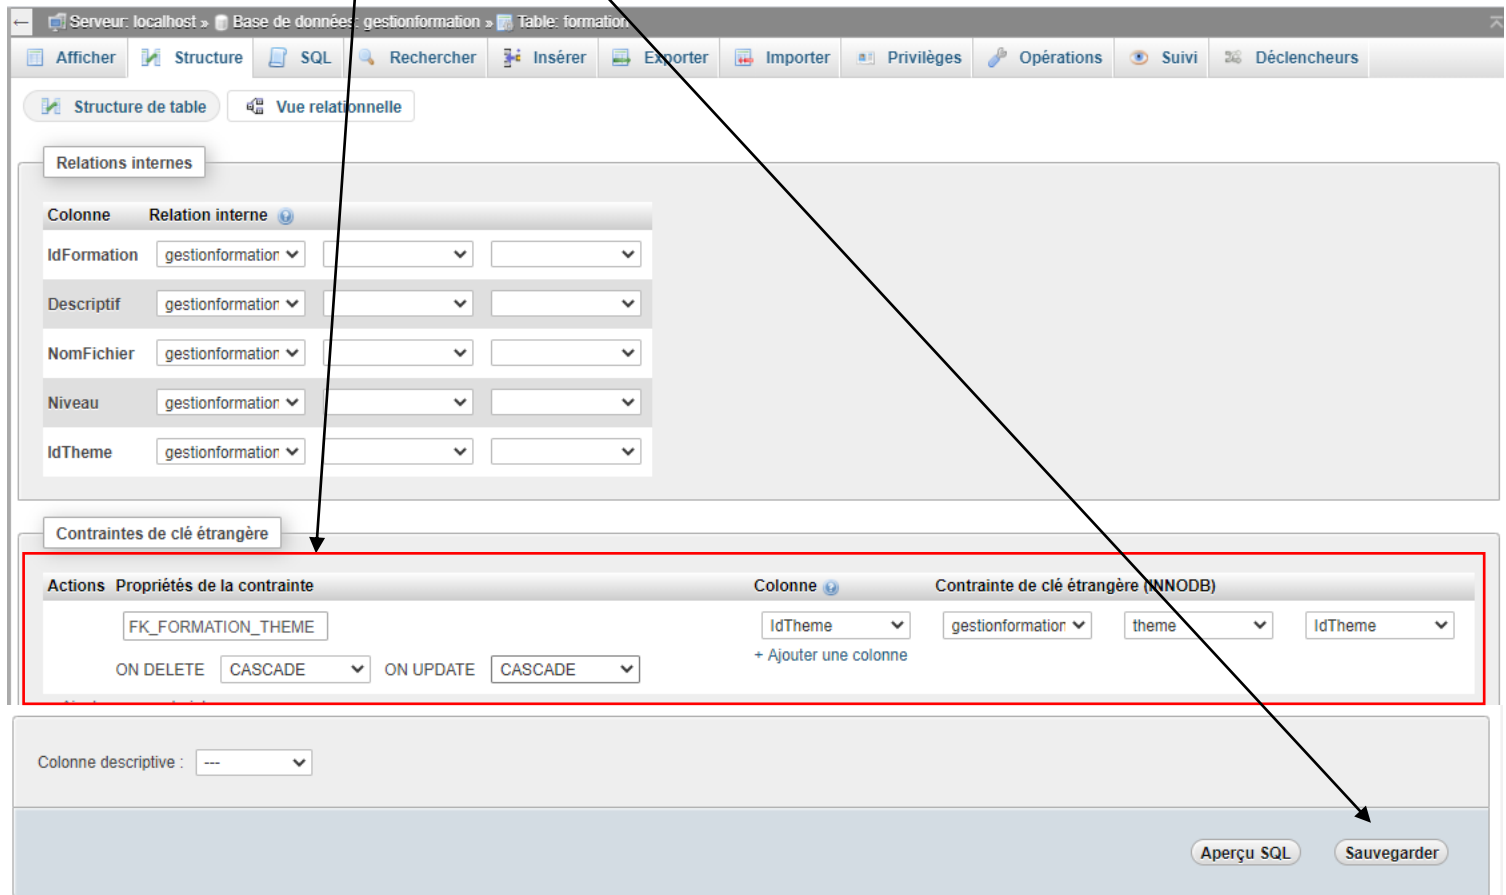 ← Serveur: localhost » Base de données: gestionformation » Table: formation
Afficher Structure SQL Rechercher Insérer Exporter Importer Privilèges Opérations Suivi Déclencheurs
Structure de table Vue relationnelle
Relations internes
Colonne Relation interne
IdFormation gestionformation
Descriptif gestionformation
NomFichier gestionformation
Niveau gestionformation
IdTheme gestionformation
Contraintes de clé étrangère
Actions Propriétés de la contrainte Colonne Contrainte de clé étrangère (INNODB)
FK_FORMATION_THEME IdTheme gestionformation theme IdTheme
+ Ajouter une colonne
ON DELETE CASCADE ON UPDATE CASCADE
Colonne descriptive : ---
Aperçu SQL Sauvegarder